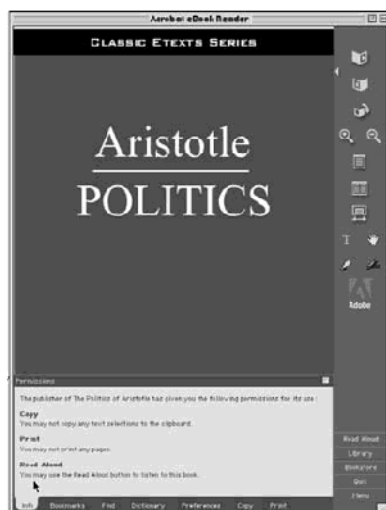 Acrobat eBook Reader
CLASSIC ETEXTS SERIES
Aristotle
POLITICS
T
Adobe
Permissions
The publisher of The Politics of Aristotle has given you the following permissions for its use:
Copy
You may not copy any text selections to the clipboard.
Print
You may not print any pages.
Read Aloud
You may use the Read Aloud button to listen to this book.
Read Aloud
Library
Bookstore
Quit
Menu
Info Bookmarks Find Dictionary Preferences Copy Print